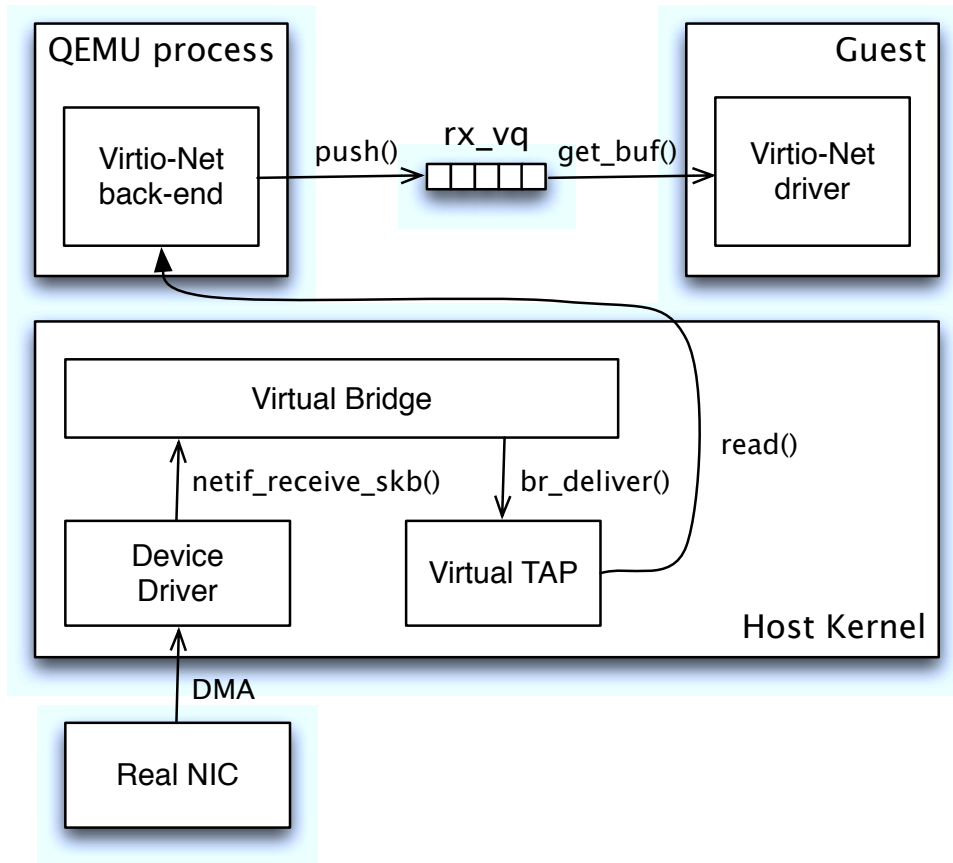 QEMU process
Guest
Virtio-Net
back-end
push()
rx_vq
get_buf()
Virtio-Net
driver
Virtual Bridge
read()
netif_receive_skb()
br_deliver()
Device
Driver
Virtual TAP
Host Kernel
DMA
Real NIC